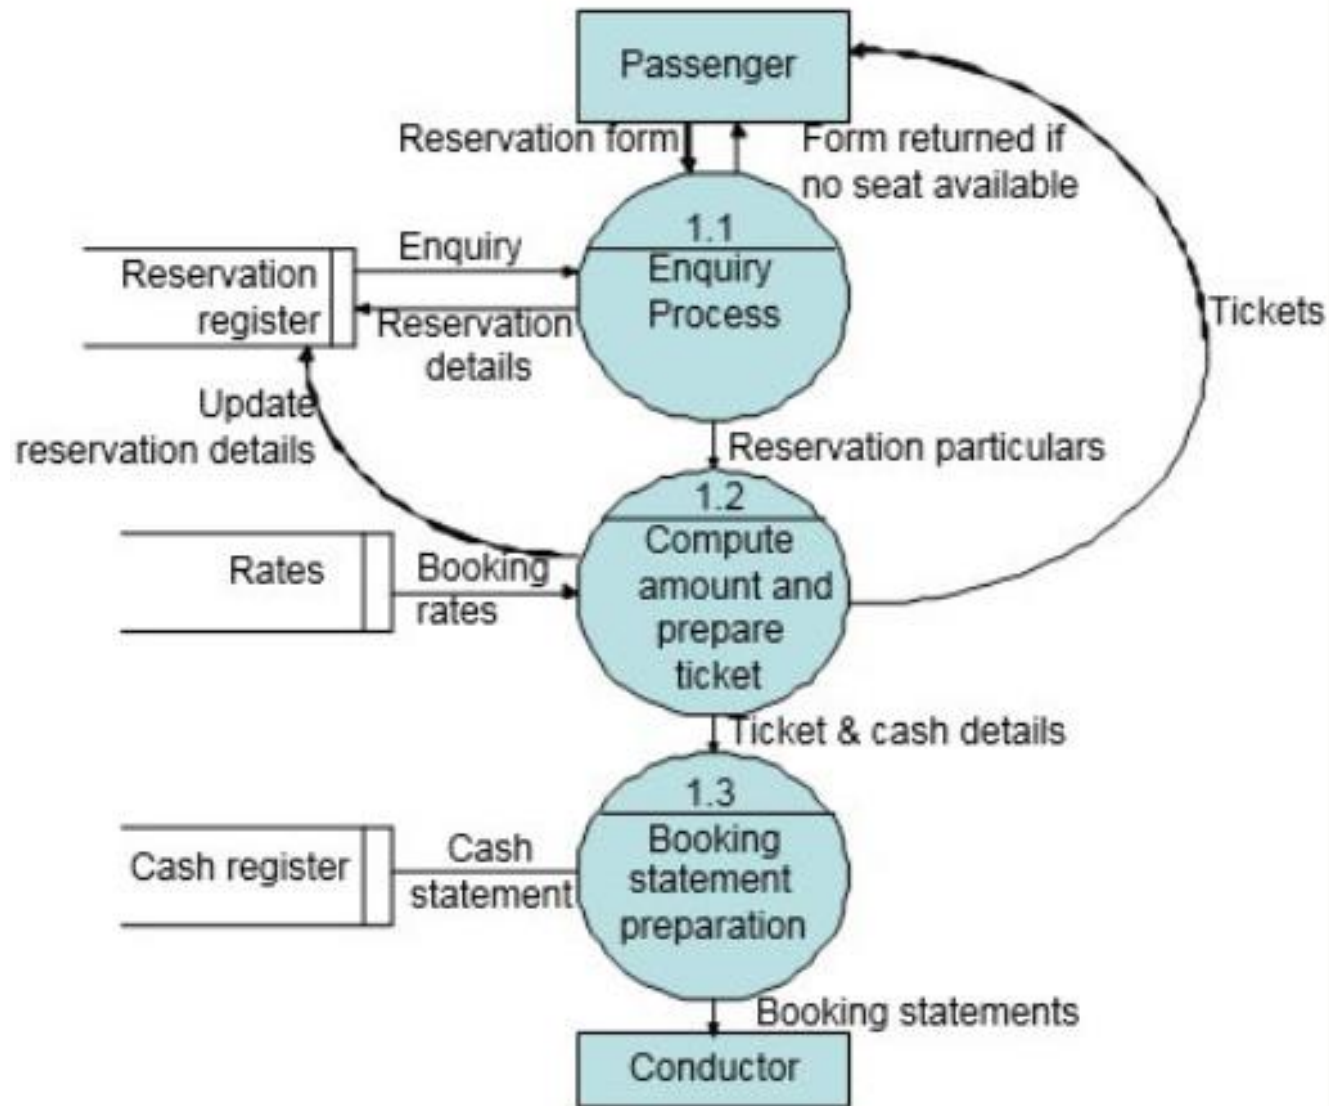 Passenger
Reservation form
Form returned if
no seat available
1.1
Enquiry
Process
Enquiry
Reservation
register
Reservation
details
Tickets
Update
reservation details
Reservation particulars
1.2
Compute
amount and
prepare
ticket
Rates
Booking
rates
Ticket & cash details
1.3
Booking
statement
preparation
Cash register
Cash
statement
Booking statements
Conductor